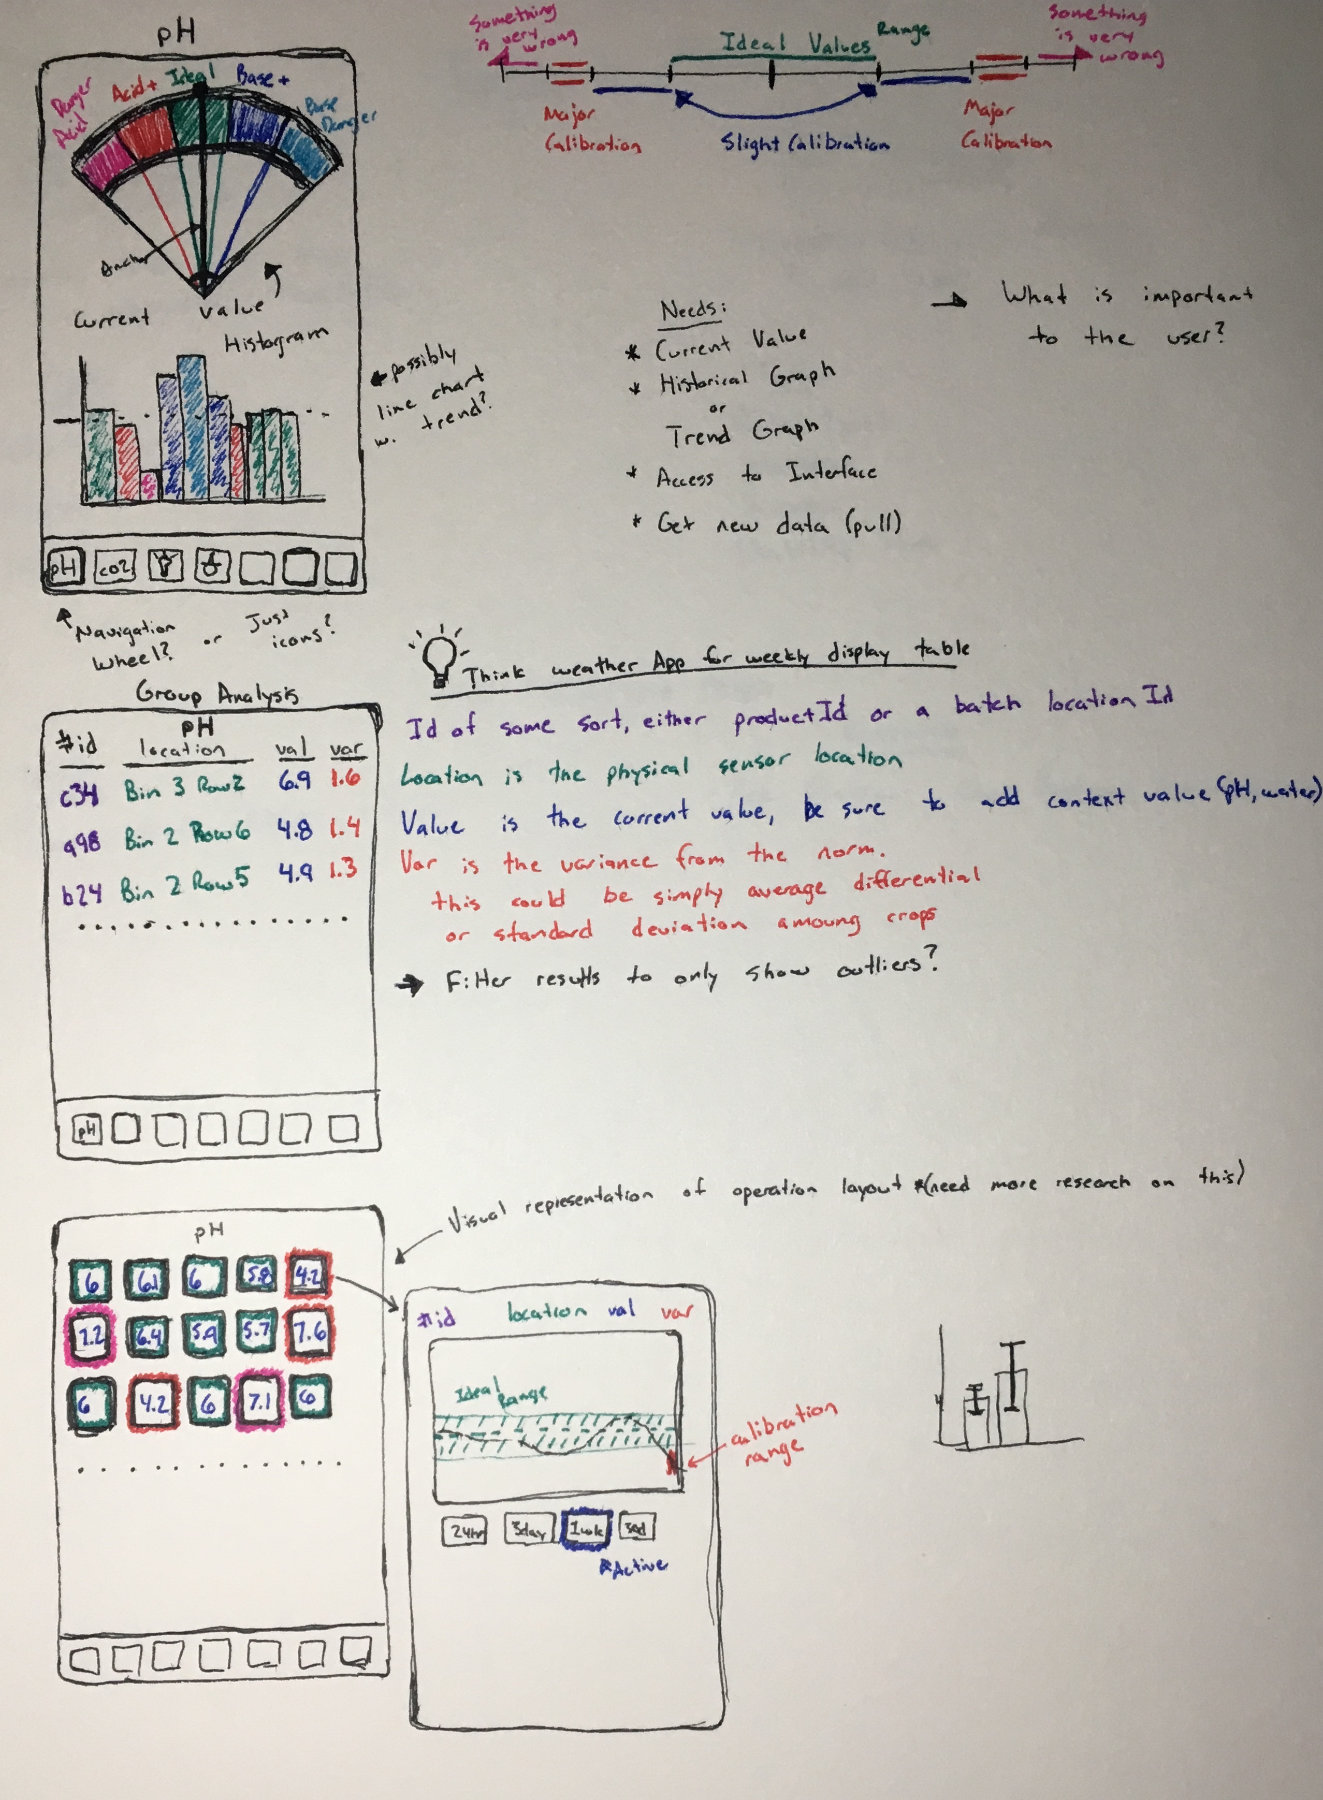 pH
Danger
Acid
Acid+
Ideal
Base+
Base
Danger
Anchor
Current Value
Histogram
possibly
line chart
w. trend?
pH
co2
Navigation
Wheel?
or
Just
icons?
Something
is very
wrong
Ideal Values Range
Something
is very
wrong
Major
Calibration
Slight Calibration
Major
Calibration
Needs:
* Current Value
* Historical Graph
or
Trend Graph
* Access to Interface
* Get new data (pull)
What is important
to the user?
Think weather App for weekly display table
Group Analysis
pH
#id location val var
c34 Bin 3 Row2 6.9 1.6
a98 Bin 2 Row6 4.8 1.4
b24 Bin 2 Row5 4.9 1.3
pH
Id of some sort, either productId or a batch location Id
Location is the physical sensor location
Value is the current value, be sure to add context value (pH, water)
Var is the variance from the norm.
this could be simply average differential
or standard deviation amoung crops
Filter results to only show outliers?
Visual representation of operation layout *(need more research on this)
pH
6 6.1 6 5.8 4.2
6.4 5.9 5.7 7.6
6 4.2 6 7.1 6
#id location val var
Ideal
Range
calibration
range
24hr 3day 1wk
*Active